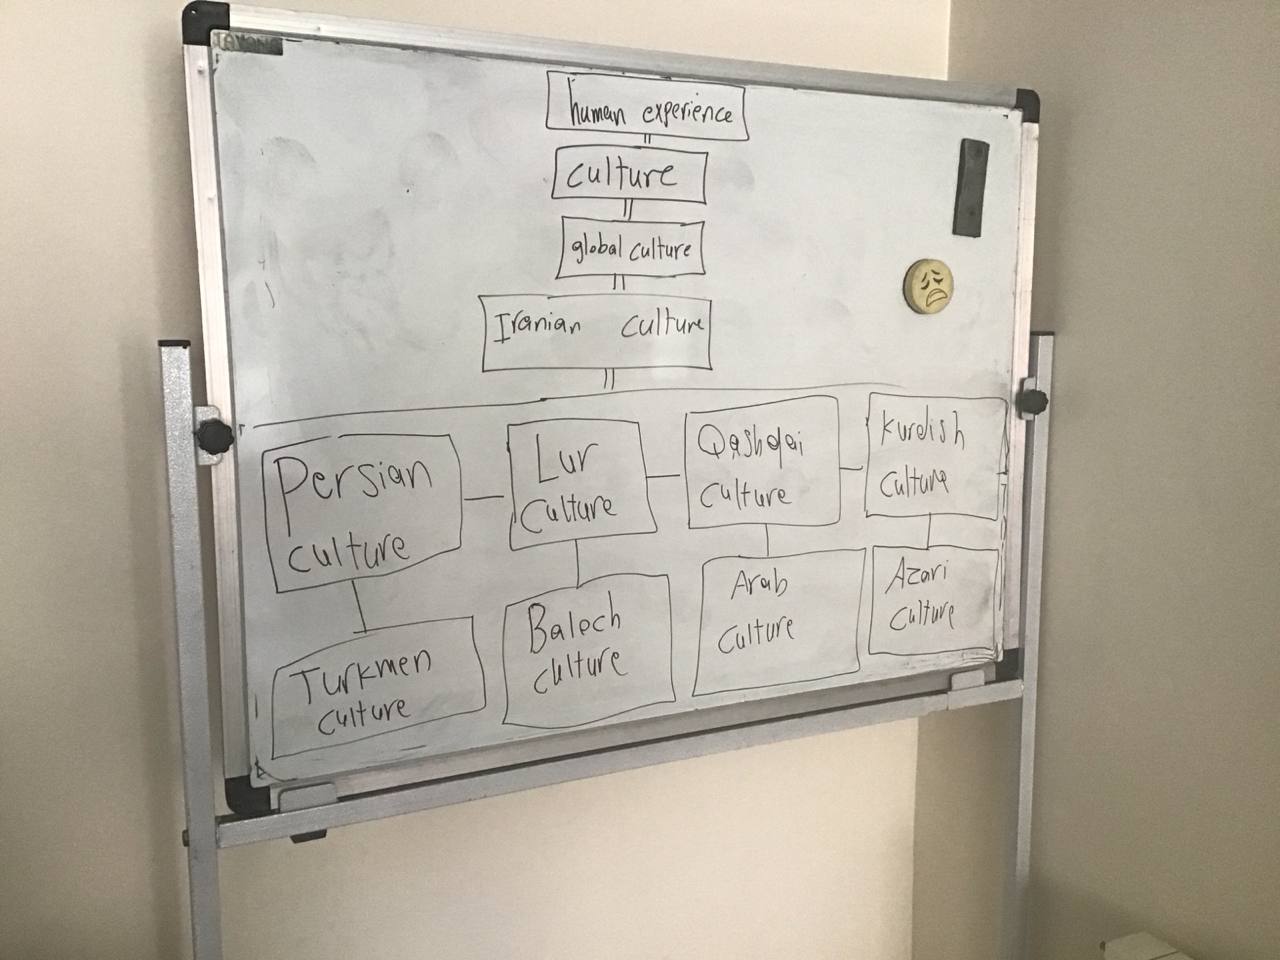 human experience
culture
global culture
Iranian culture
Persian
culture
Lur
Culture
Qashqai
culture
Kurdish
culture
Turkmen
culture
Baloch
culture
Arab
culture
Azari
culture